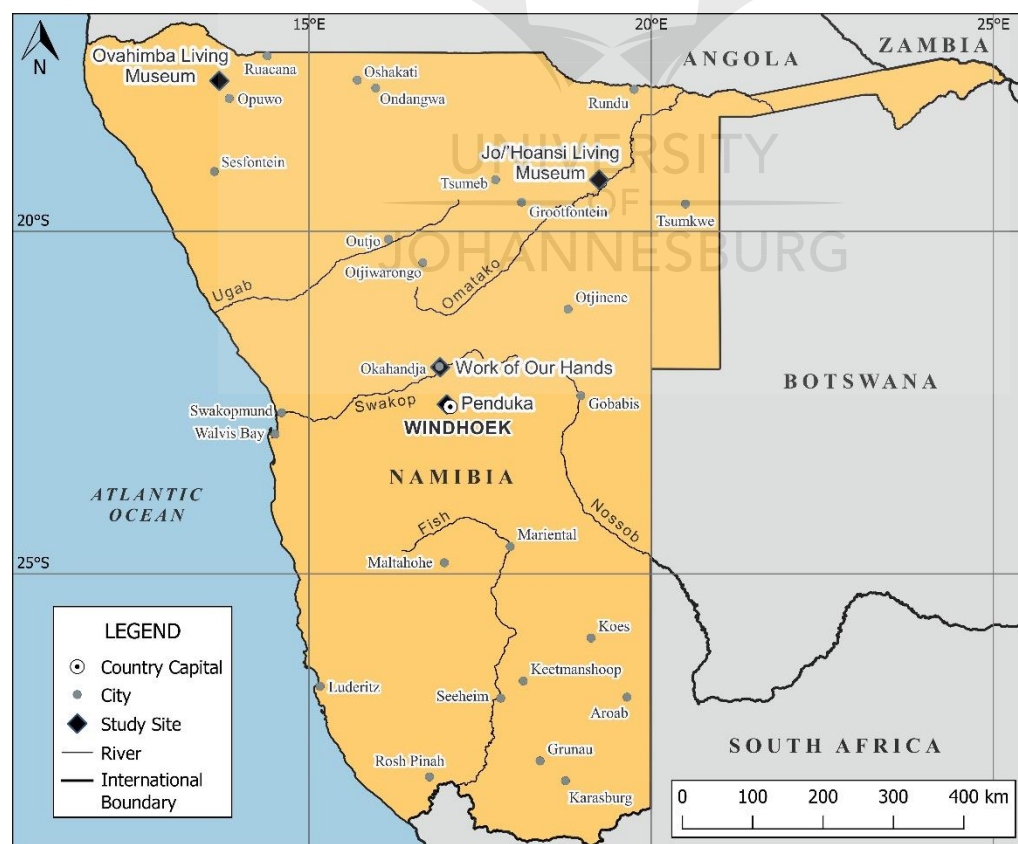 15°E
20°E
25°E
ZAMBIA
ANGOLA
N
Ovahimba Living
Museum
Ruacana
Opuwo
Oshakati
Ondangwa
Rundu
UNIVERSITY
OF
JOHANNESBURG
Sesfontein
Jo/'Hoansi Living
Museum
Tsumeb
Grootfontein
Tsumkwe
20°S
Outjo
Otjiwarongo
Ugab
Omatako
Otjinene
Okahandja
Work of Our Hands
BOTSWANA
Swakop
Penduka
Gobabis
Swakopmund
WINDHOEK
Walvis Bay
NAMIBIA
ATLANTIC
OCEAN
Fish
Nossob
Mariental
Maltahohe
25°S
Koes
Keetmanshoop
Luderitz
Seeheim
Aroab
Grunau
Rosh Pinah
Karasburg
SOUTH AFRICA
LEGEND
Country Capital
City
Study Site
River
International
Boundary
0 100 200 300 400 km